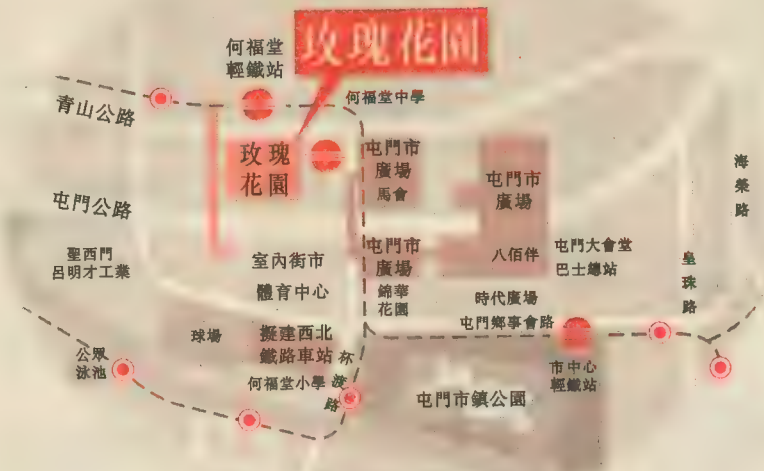 何福堂
輕鐵站
玫瑰花園
青山公路
何福堂中學
玫瑰
花園
屯門市
廣場
馬會
屯門市
廣場
海榮路
屯門公路
聖西門
呂明才工業
室內街市
體育中心
屯門市
廣場
錦華
花園
八佰伴
屯門大會堂
巴士總站
皇珠路
時代廣場
屯門鄉事會路
球場
擬建西北
鐵路車站
杯渡路
公眾
泳池
何福堂小學
屯門市鎮公園
市中心
輕鐵站